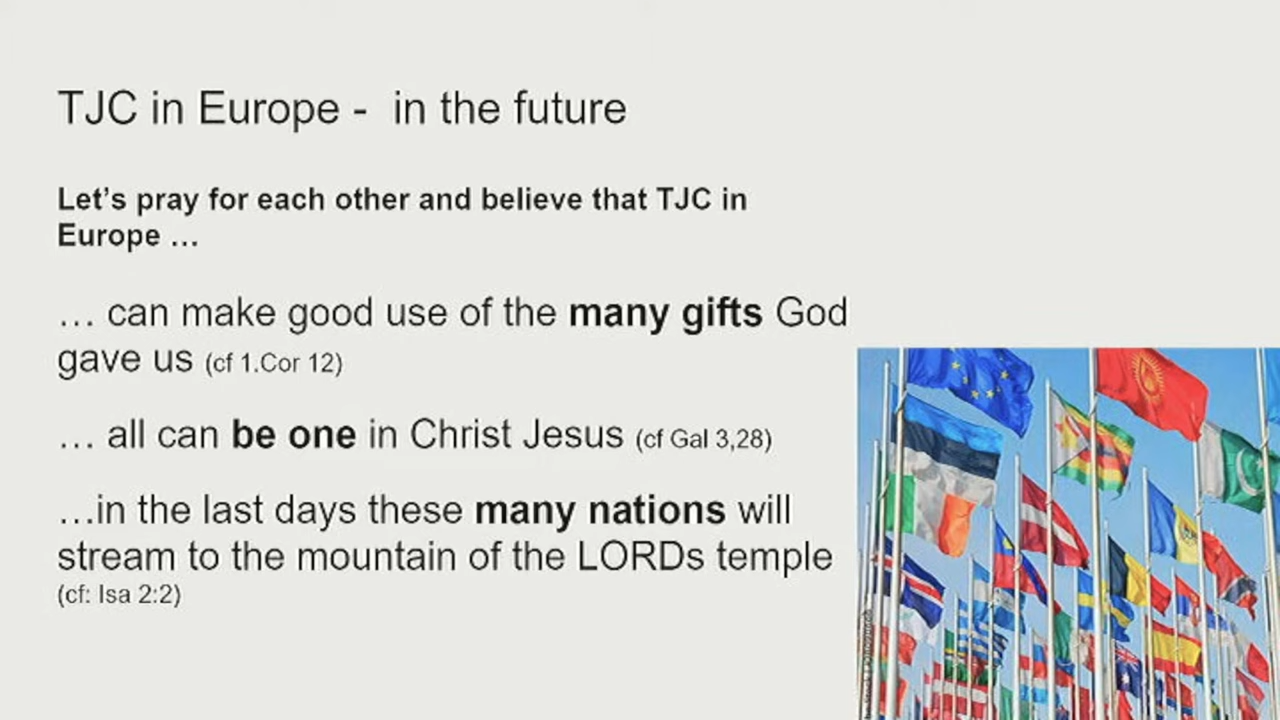 TJC in Europe -  in the future
Let’s pray for each other and believe that TJC in
Europe …
… can make good use of the many gifts God
gave us (cf 1.Cor 12)
… all can be one in Christ Jesus (cf Gal 3,28)
…in the last days these many nations will
stream to the mountain of the LORDs temple
(cf: Isa 2:2)